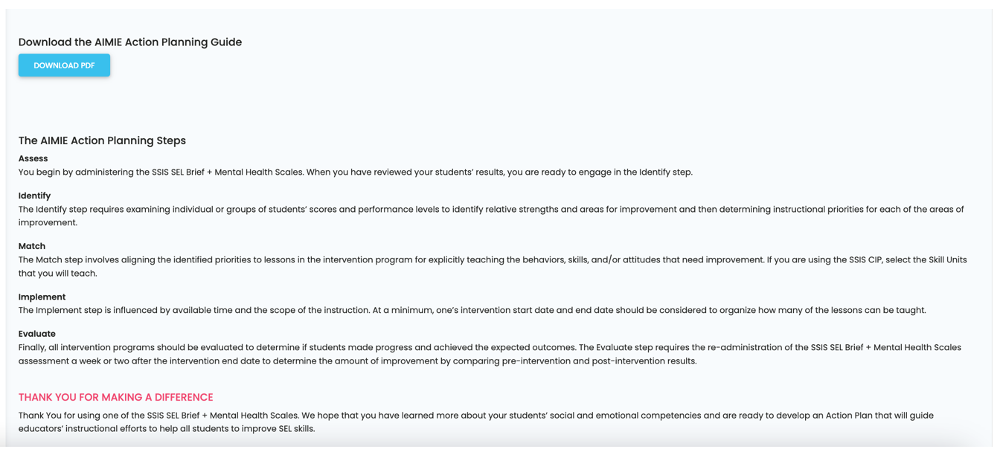 Download the AIMIE Action Planning Guide
DOWNLOAD PDF
The AIMIE Action Planning Steps
Assess
You begin by administering the SSIS SEL Brief + Mental Health Scales. When you have reviewed your students’ results, you are ready to engage in the Identify step.
Identify
The Identify step requires examining individual or groups of students’ scores and performance levels to identify relative strengths and areas for improvement and then determining instructional priorities for each of the areas of
improvement.
Match
The Match step involves aligning the identified priorities to lessons in the intervention program for explicitly teaching the behaviors, skills, and/or attitudes that need improvement. If you are using the SSIS CIP, select the Skill Units
that you will teach.
Implement
The Implement step is influenced by available time and the scope of the instruction. At a minimum, one’s intervention start date and end date should be considered to organize how many of the lessons can be taught.
Evaluate
Finally, all intervention programs should be evaluated to determine if students made progress and achieved the expected outcomes. The Evaluate step requires the re-administration of the SSIS SEL Brief + Mental Health Scales
assessment a week or two after the intervention end date to determine the amount of improvement by comparing pre-intervention and post-intervention results.
THANK YOU FOR MAKING A DIFFERENCE
Thank You for using one of the SSIS SEL Brief + Mental Health Scales. We hope that you have learned more about your students’ social and emotional competencies and are ready to develop an Action Plan that will guide
educators’ instructional efforts to help all students to improve SEL skills.